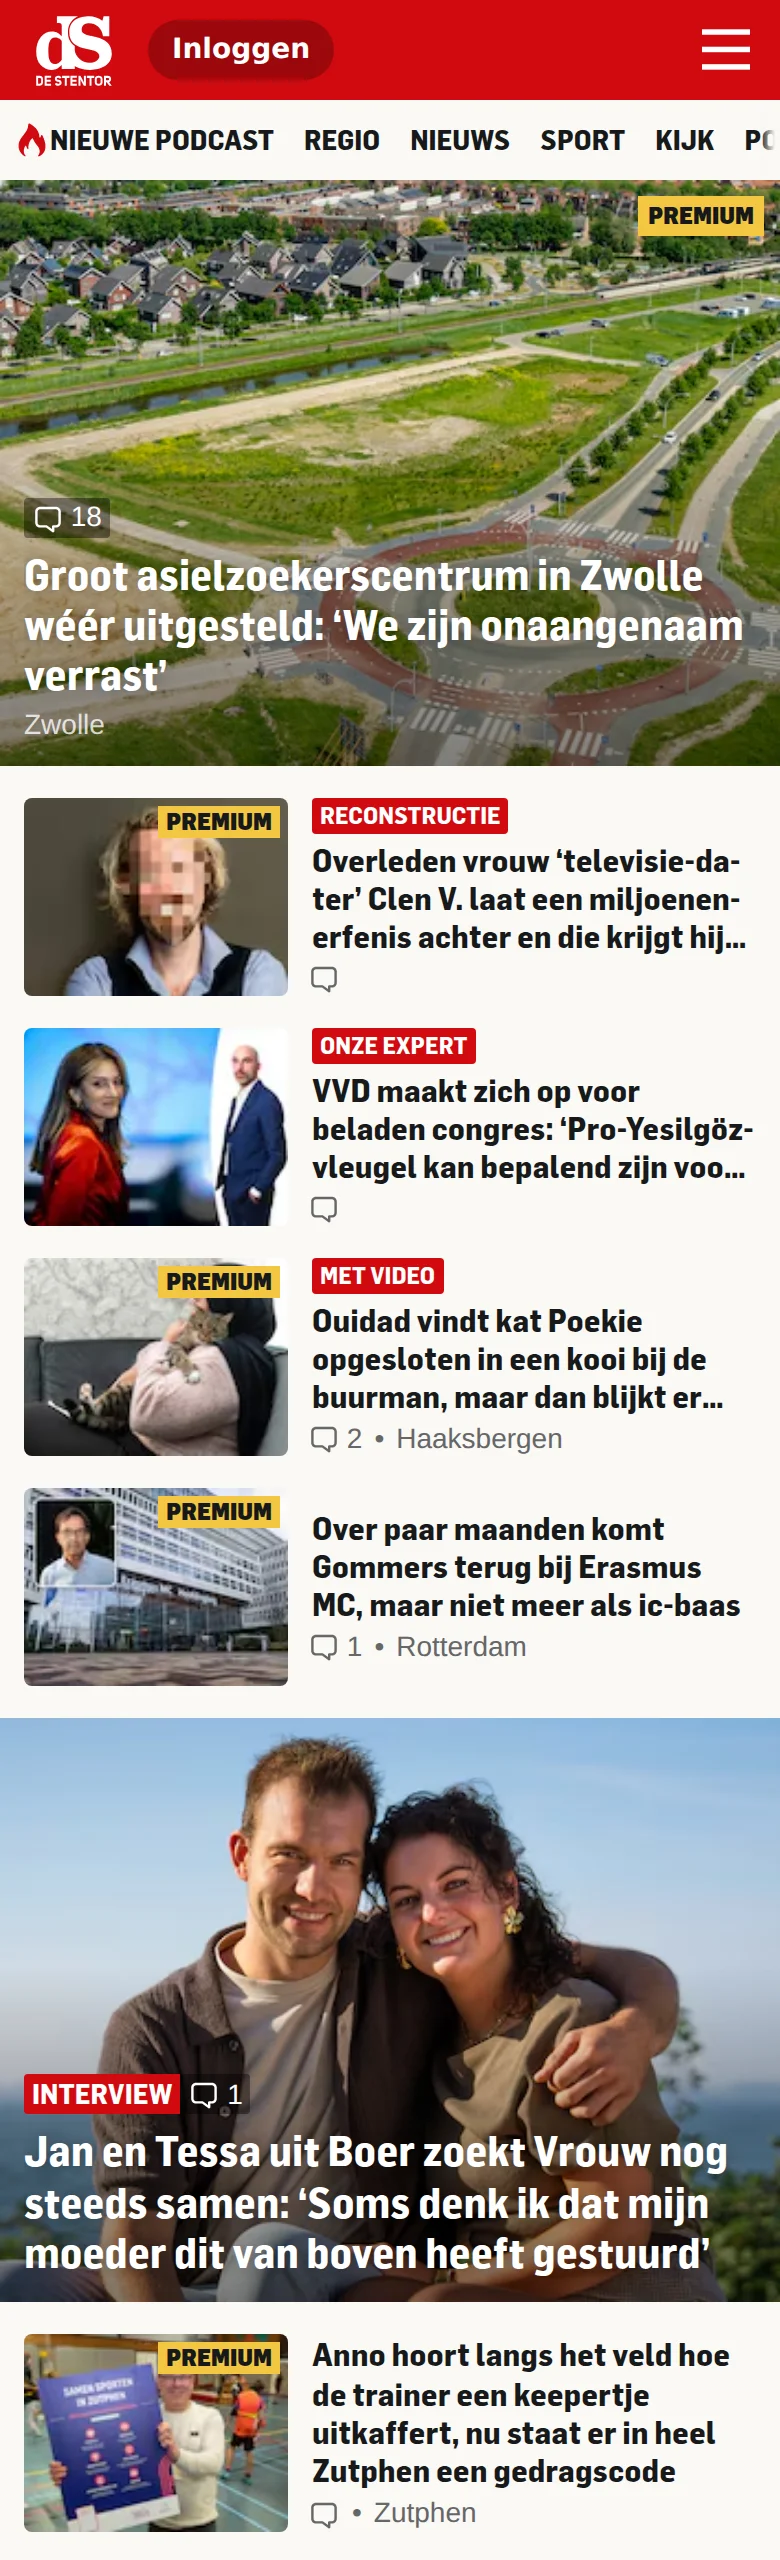 dS
DE STENTOR
Inloggen
NIEUWE PODCAST REGIO NIEUWS SPORT KIJK
PREMIUM
18
Groot asielzoekerscentrum in Zwolle
wéér uitgesteld: ‘We zijn onaangenaam
verrast’
Zwolle
PREMIUM
RECONSTRUCTIE
Overleden vrouw ‘televisie-da-
ter’ Clen V. laat een miljoenen-
erfenis achter en die krijgt hij...
ONZE EXPERT
VVD maakt zich op voor
beladen congres: ‘Pro-Yesilgöz-
vleugel kan bepalend zijn voo...
PREMIUM
MET VIDEO
Ouidad vindt kat Poekie
opgesloten in een kooi bij de
buurman, maar dan blijkt er...
2 • Haaksbergen
PREMIUM
Over paar maanden komt
Gommers terug bij Erasmus
MC, maar niet meer als ic-baas
1 • Rotterdam
INTERVIEW 1
Jan en Tessa uit Boer zoekt Vrouw nog
steeds samen: ‘Soms denk ik dat mijn
moeder dit van boven heeft gestuurd’
PREMIUM
SAMEN SPORTEN
IN ZUTPHEN
Anno hoort langs het veld hoe
de trainer een keepertje
uitkaffert, nu staat er in heel
Zutphen een gedragscode
• Zutphen